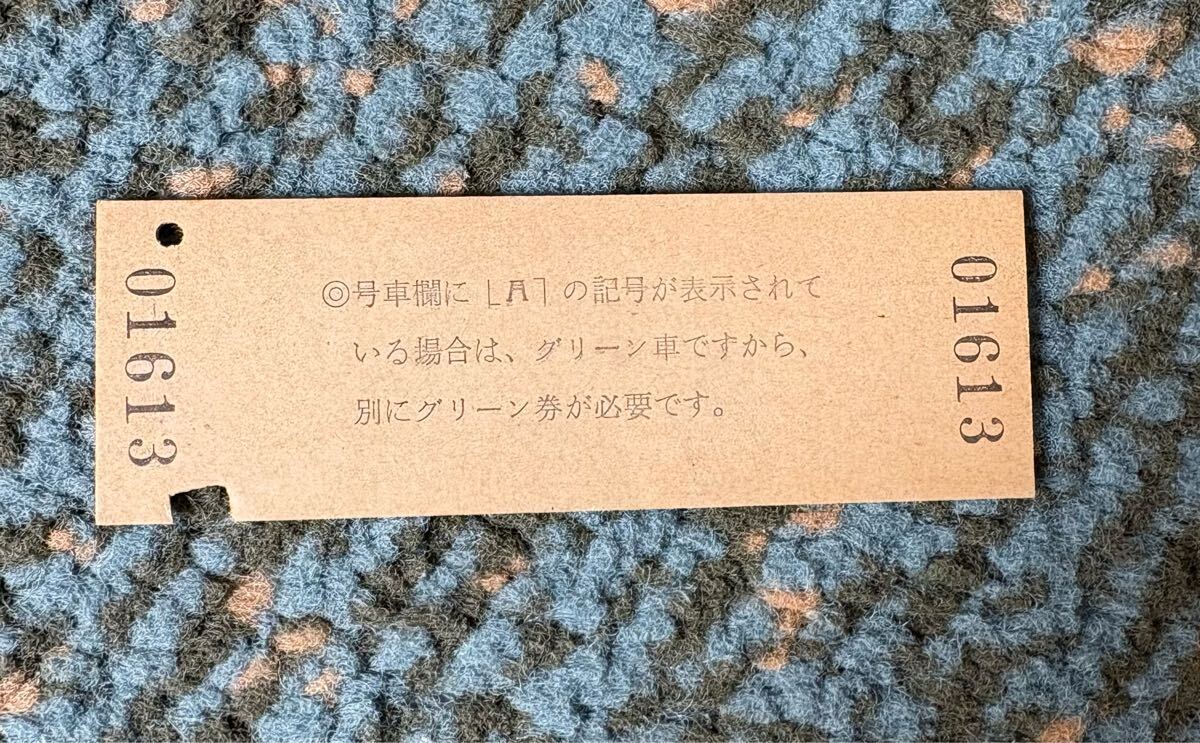 01613
◎号車欄に「A」の記号が表示されて
いる場合は、グリーン車ですから、
別にグリーン券が必要です。
01613